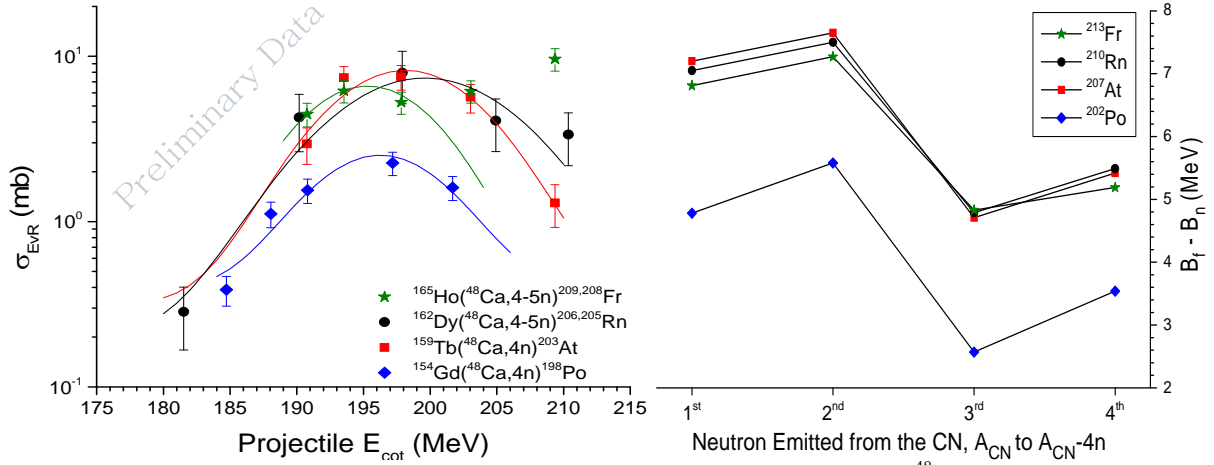 Preliminary Data
σEvR (mb)
10¹
10⁰
10⁻¹
175 180 185 190 195 200 205 210 215
Projectile Ecot (MeV)
¹⁶⁵Ho(⁴⁸Ca,4-5n)²⁰⁹,²⁰⁸Fr
¹⁶²Dy(⁴⁸Ca,4-5n)²⁰⁶,²⁰⁵Rn
¹⁵⁹Tb(⁴⁸Ca,4n)²⁰³At
¹⁵⁴Gd(⁴⁸Ca,4n)¹⁹⁸Po
²¹³Fr
²¹⁰Rn
²⁰⁷At
²⁰²Po
8
7
6
5
4
3
2
Bf - Bn (MeV)
1st 2nd 3rd 4th
Neutron Emitted from the CN, ACN to ACN-4n
48